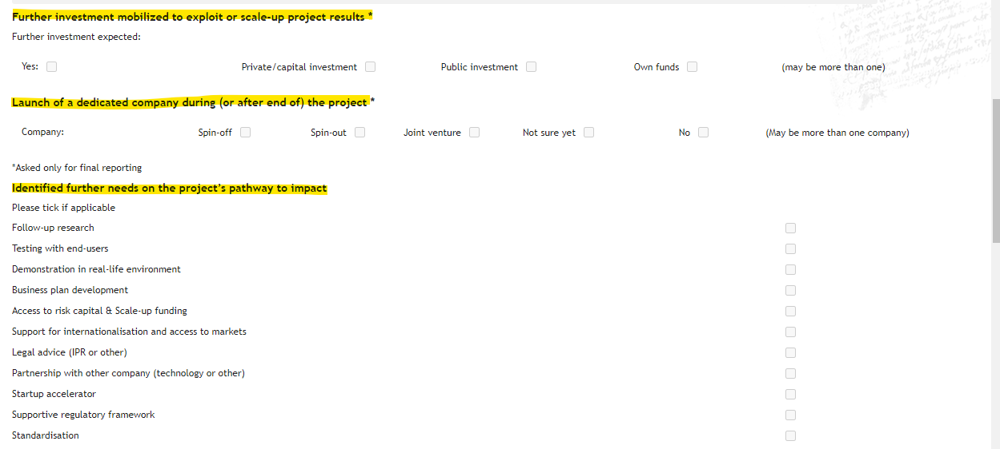 Further investment mobilized to exploit or scale-up project results *
Further investment expected:
Yes: Private/capital investment Public investment Own funds (may be more than one)
Launch of a dedicated company during (or after end of) the project *
Company: Spin-off Spin-out Joint venture Not sure yet No (May be more than one company)
*Asked only for final reporting
Identified further needs on the project's pathway to impact
Please tick if applicable
Follow-up research
Testing with end-users
Demonstration in real-life environment
Business plan development
Access to risk capital & Scale-up funding
Support for internationalisation and access to markets
Legal advice (IPR or other)
Partnership with other company (technology or other)
Startup accelerator
Supportive regulatory framework
Standardisation